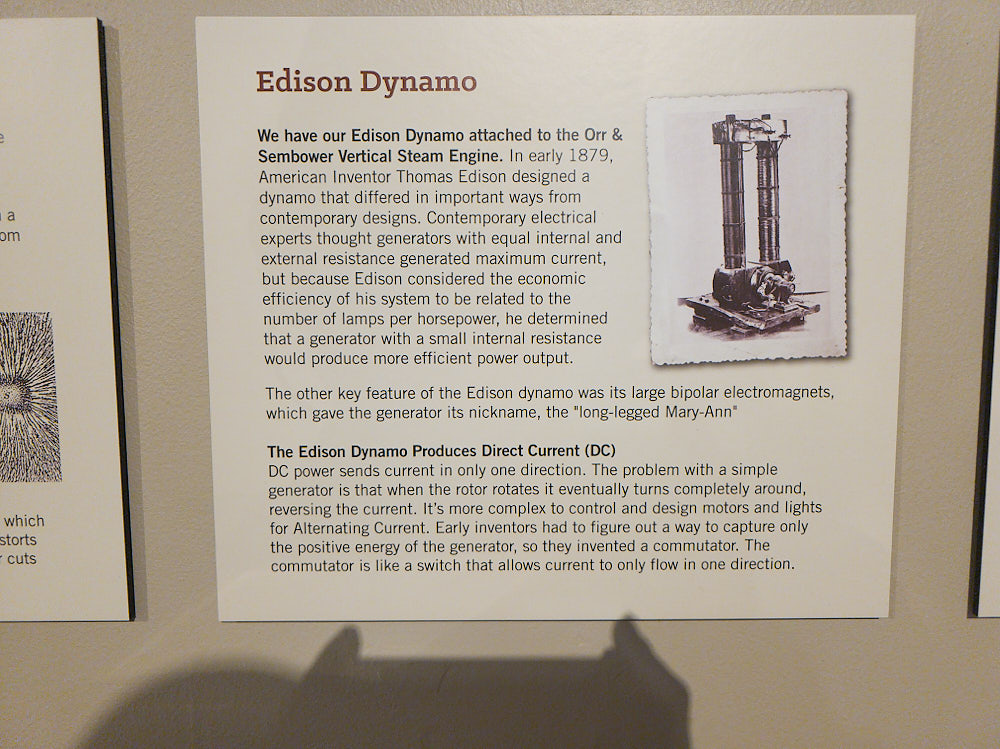 Edison Dynamo
We have our Edison Dynamo attached to the Orr &
Sembower Vertical Steam Engine. In early 1879,
American Inventor Thomas Edison designed a
dynamo that differed in important ways from
contemporary designs. Contemporary electrical
experts thought generators with equal internal and
external resistance generated maximum current,
but because Edison considered the economic
efficiency of his system to be related to the
number of lamps per horsepower, he determined
that a generator with a small internal resistance
would produce more efficient power output.
The other key feature of the Edison dynamo was its large bipolar electromagnets,
which gave the generator its nickname, the "long-legged Mary-Ann"
The Edison Dynamo Produces Direct Current (DC)
DC power sends current in only one direction. The problem with a simple
generator is that when the rotor rotates it eventually turns completely around,
reversing the current. It's more complex to control and design motors and lights
for Alternating Current. Early inventors had to figure out a way to capture only
the positive energy of the generator, so they invented a commutator. The
commutator is like a switch that allows current to only flow in one direction.
a
which
cuts